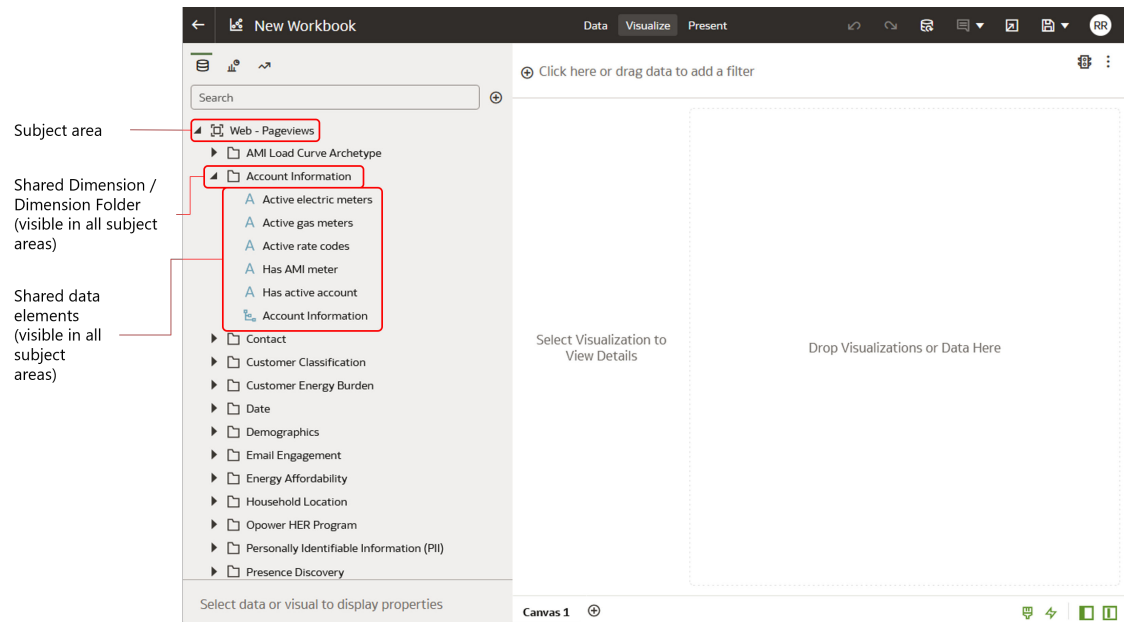 New Workbook
Data
Visualize
Present
RR
Click here or drag data to add a filter
Search
Subject area
Web - Pageviews
AMI Load Curve Archetype
Shared Dimension /
Dimension Folder
(visible in all subject
areas)
Account Information
A Active electric meters
A Active gas meters
A Active rate codes
A Has AMI meter
A Has active account
Account Information
Shared data
elements
(visible in all
subject
areas)
Contact
Customer Classification
Customer Energy Burden
Date
Demographics
Email Engagement
Energy Affordability
Household Location
Opower HER Program
Personally Identifiable Information (PII)
Presence Discovery
Select data or visual to display properties
Select Visualization to
View Details
Drop Visualizations or Data Here
Canvas 1